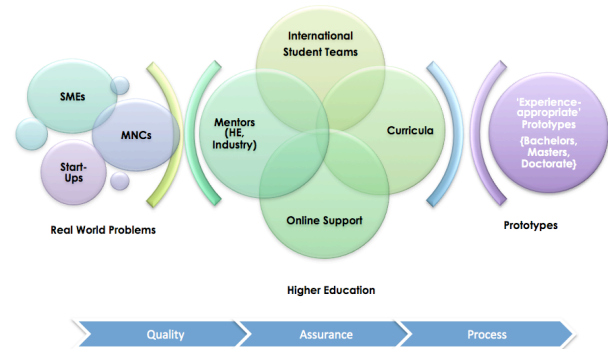 International
Student Teams
SMEs
MNCs
Start-
Ups
Mentors
(HE,
Industry)
Curricula
Online Support
‘Experience-
appropriate’
Prototypes
{Bachelors,
Masters,
Doctorate}
Real World Problems
Prototypes
Higher Education
Quality
Assurance
Process